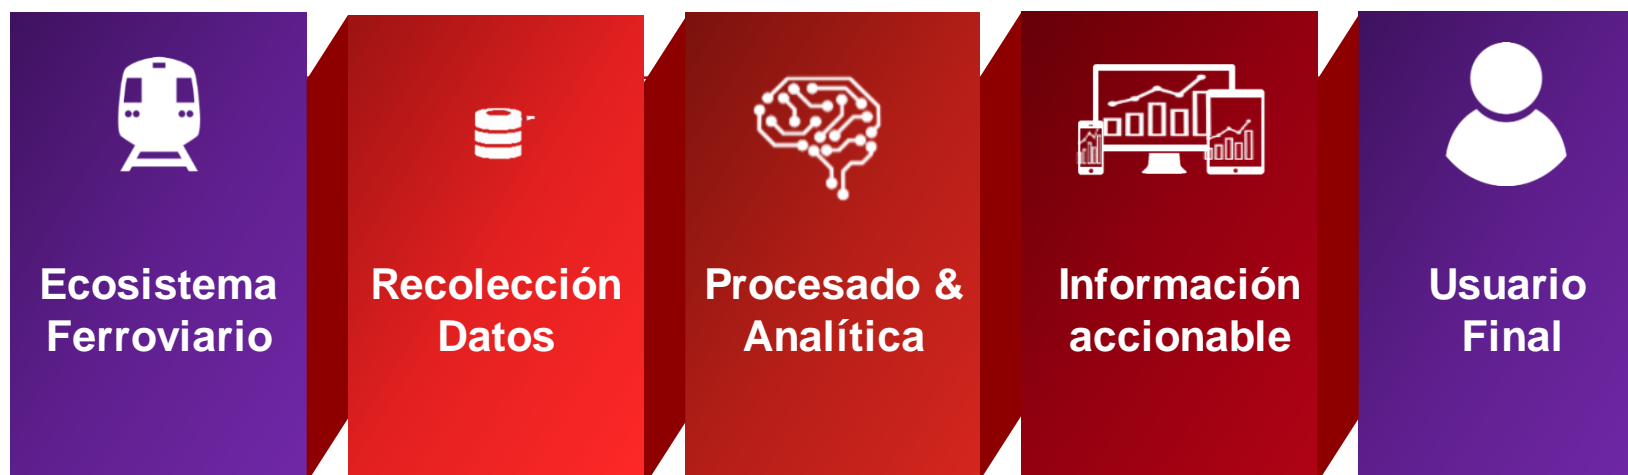 Ecosistema
Ferroviario
Recolección
Datos
Procesado &
Analítica
Información
accionable
Usuario
Final